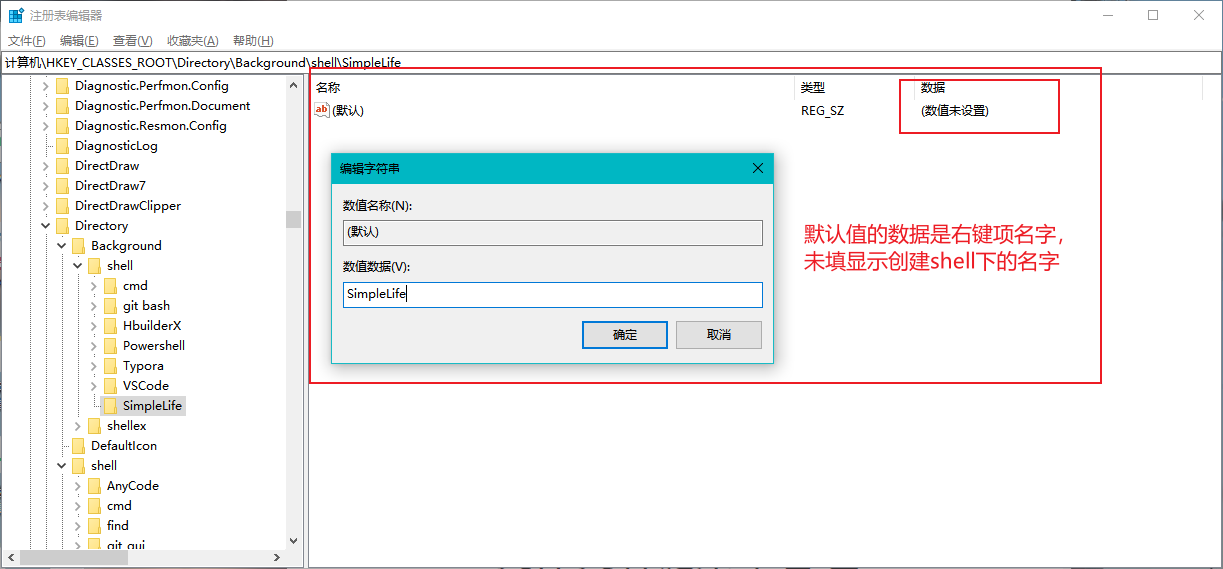 注册表编辑器
文件(F) 编辑(E) 查看(V) 收藏夹(A) 帮助(H)
计算机\HKEY_CLASSES_ROOT\Directory\Background\shell\SimpleLife
Diagnostic.Perfmon.Config
Diagnostic.Perfmon.Document
Diagnostic.Resmon.Config
DiagnosticLog
DirectDraw
DirectDraw7
DirectDrawClipper
Directory
Background
shell
cmd
git bash
HbuilderX
Powershell
Typora
VSCode
SimpleLife
shellex
DefaultIcon
shell
AnyCode
cmd
find
git gui
名称 类型 数据
ab (默认) REG_SZ (数值未设置)
编辑字符串
数值名称(N):
(默认)
数值数据(V):
SimpleLife
确定 取消
默认值的数据是右键项名字，
未填显示创建shell下的名字